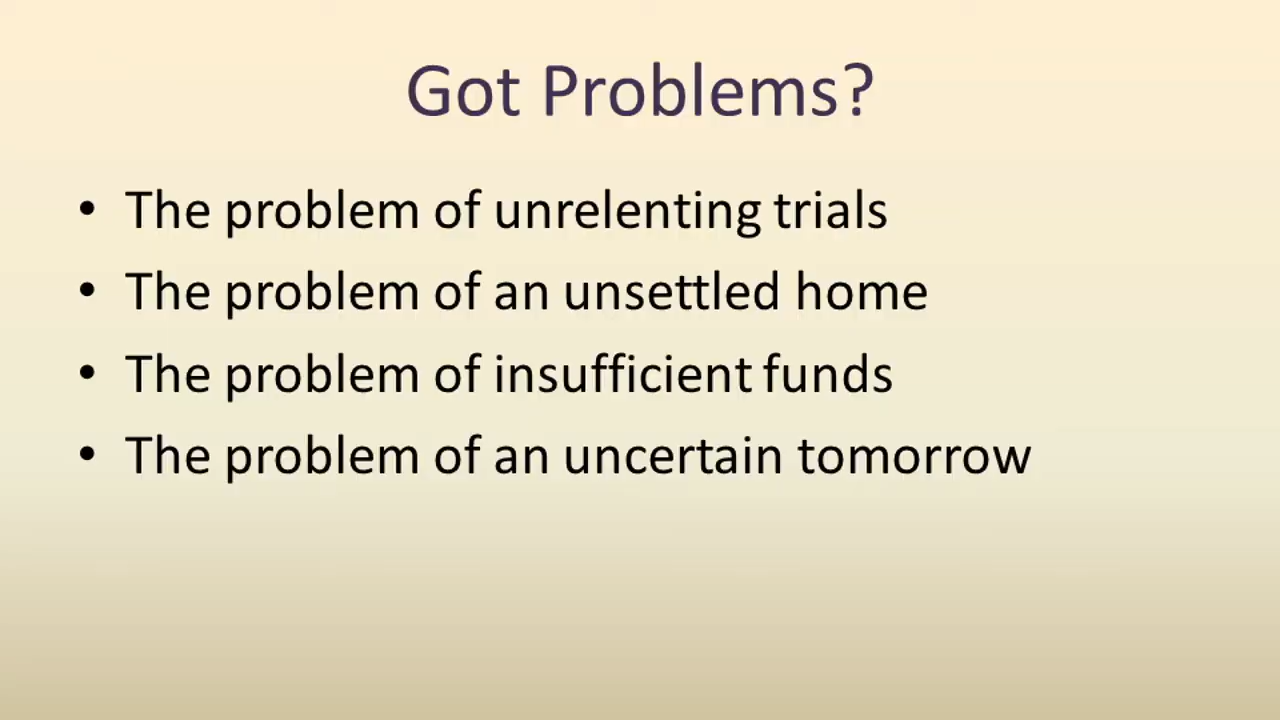 Got Problems?
• The problem of unrelenting trials
• The problem of an unsettled home
• The problem of insufficient funds
• The problem of an uncertain tomorrow